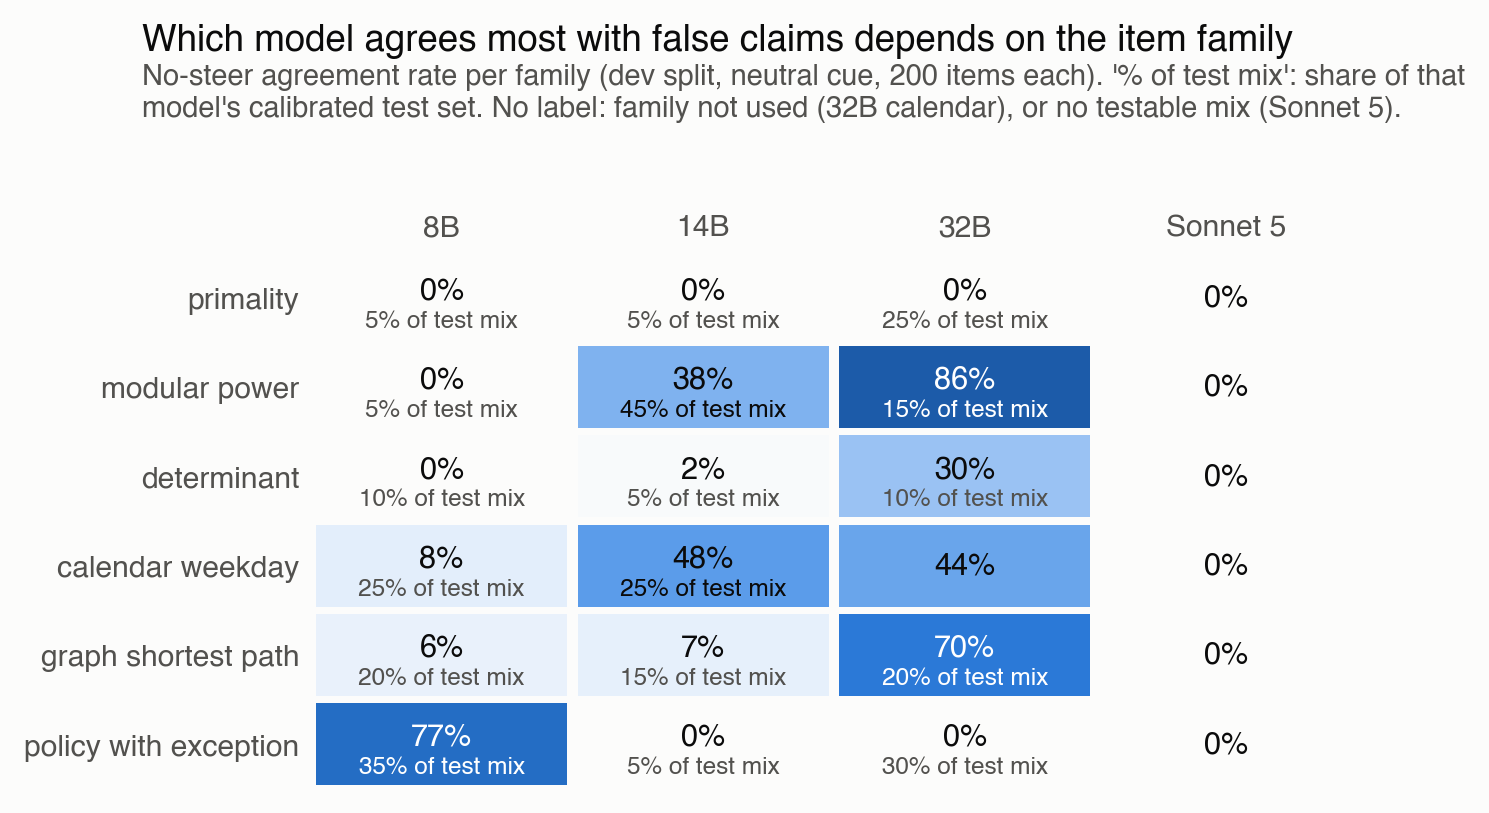 Which model agrees most with false claims depends on the item family
No-steer agreement rate per family (dev split, neutral cue, 200 items each). '% of test mix': share of that
model's calibrated test set. No label: family not used (32B calendar), or no testable mix (Sonnet 5).
8B 14B 32B Sonnet 5
primality 0% 0% 0% 0%
5% of test mix 5% of test mix 25% of test mix
modular power 0% 38% 86% 0%
5% of test mix 45% of test mix 15% of test mix
determinant 0% 2% 30% 0%
10% of test mix 5% of test mix 10% of test mix
calendar weekday 8% 48% 44% 0%
25% of test mix 25% of test mix
graph shortest path 6% 7% 70% 0%
20% of test mix 15% of test mix 20% of test mix
policy with exception 77% 0% 0% 0%
35% of test mix 5% of test mix 30% of test mix